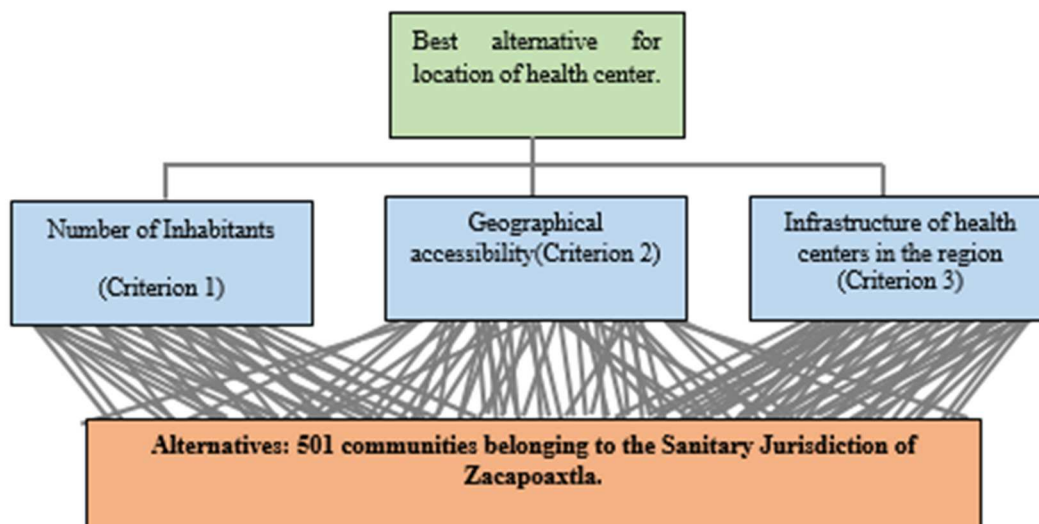 Best alternative for
location of health center.
Number of Inhabitants
(Criterion 1)
Geographical
accessibility(Criterion 2)
Infrastructure of health
centers in the region
(Criterion 3)
Alternatives: 501 communities belonging to the Sanitary Jurisdiction of
Zacapoaxtla.